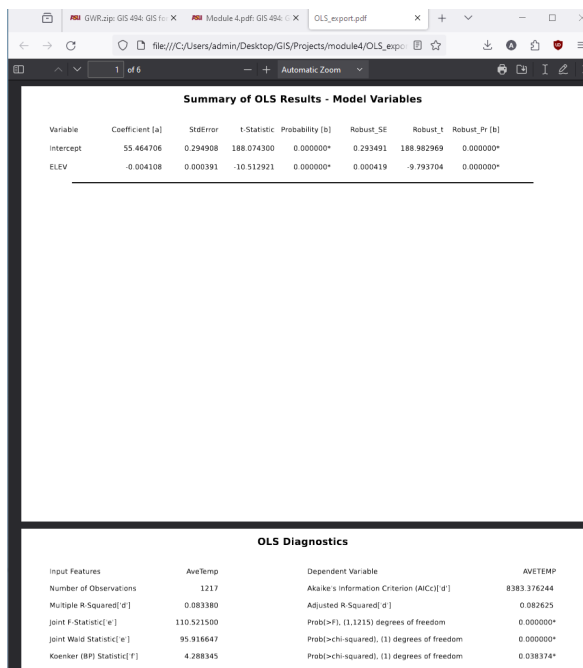 GWR.zip: GIS 494: GIS fo
Module 4.pdf: GIS 494: G
OLS_export.pdf
file:///C:/Users/admin/Desktop/GIS/Projects/module4/OLS_expo
1 of 6
Automatic Zoom
Summary of OLS Results - Model Variables
Variable Coefficient [a] StdError t-Statistic Probability [b] Robust_SE Robust_t Robust_Pr [b]
Intercept 55.464706 0.294908 188.074300 0.000000* 0.293491 188.982969 0.000000*
ELEV -0.004108 0.000391 -10.512921 0.000000* 0.000419 -9.793704 0.000000*
OLS Diagnostics
Input Features AveTemp Dependent Variable AVETEMP
Number of Observations 1217 Akaike's Information Criterion (AICc)['d'] 8383.376244
Multiple R-Squared['d'] 0.083380 Adjusted R-Squared['d'] 0.082625
Joint F-Statistic['e'] 110.521500 Prob(>F), (1,1215) degrees of freedom 0.000000*
Joint Wald Statistic['e'] 95.916647 Prob(>chi-squared), (1) degrees of freedom 0.000000*
Koenker (BP) Statistic['f'] 4.288345 Prob(>chi-squared), (1) degrees of freedom 0.038374*